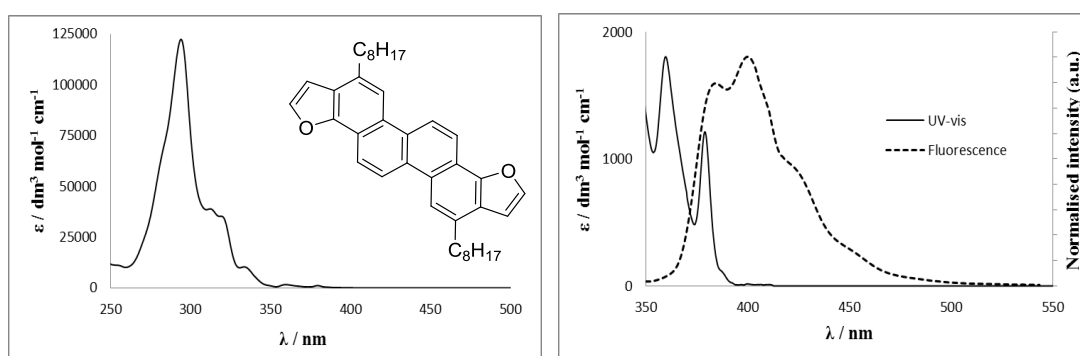 125000
100000
75000
50000
25000
0
250
300
350
400
450
500
ε / dm³ mol⁻¹ cm⁻¹
λ / nm
C₈H₁₇
O
O
C₈H₁₇
2000
1000
0
350
400
450
500
550
ε / dm³ mol⁻¹ cm⁻¹
λ / nm
Normalised intensity (a.u.)
UV-vis
Fluorescence